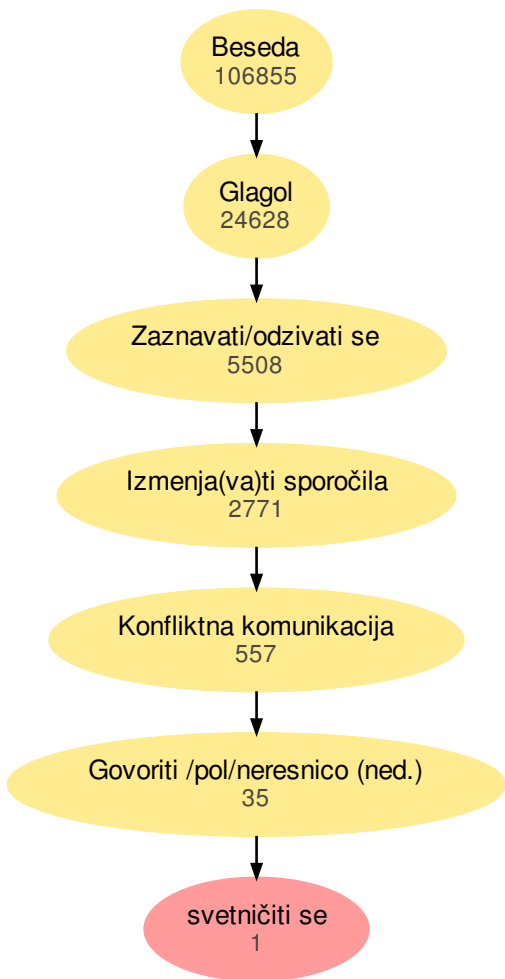 Beseda
106855
Glagol
24628
Zaznavati/odzivati se
5508
Izmenja(va)ti sporočila
2771
Konfliktna komunikacija
557
Govoriti /pol/neresnico (ned.)
35
svetničiti se
1